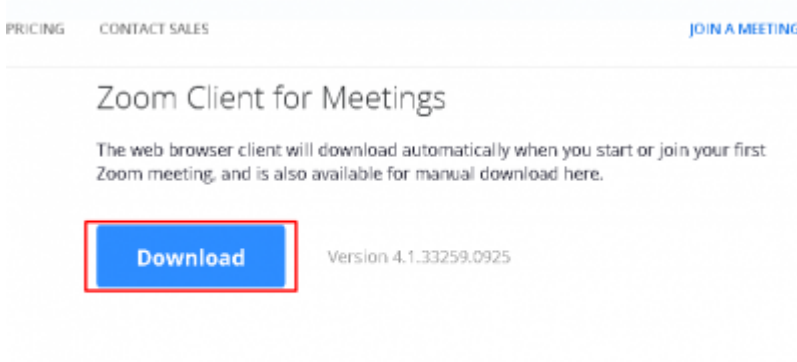 PRICING CONTACT SALES JOIN A MEETING
Zoom Client for Meetings
The web browser client will download automatically when you start or join your first
Zoom meeting, and is also available for manual download here.
Download Version 4.1.33259.0925